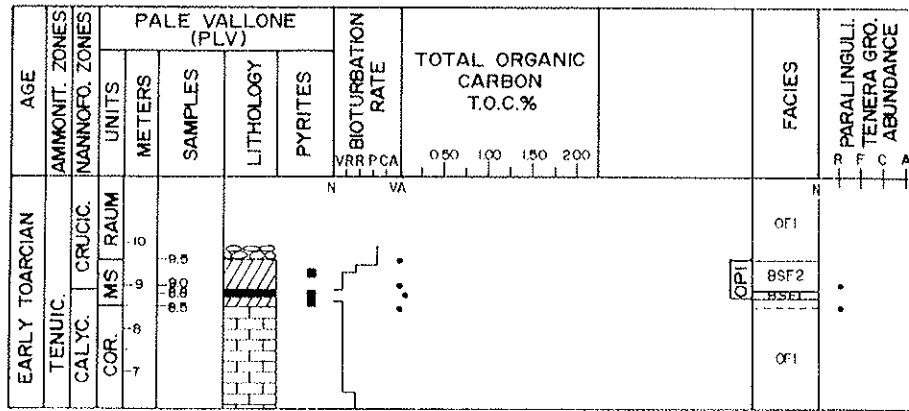 AGE
AMMONIT. ZONES
NANNOFO. ZONES
PALE VALLONE
(PLV)
UNITS
METERS
SAMPLES
LITHOLOGY
PYRITES
BIOTURBATION
RATE
VRR P CA
N VA
TOTAL ORGANIC
CARBON
T.O.C.%
0.50 1.00 1.50 2.00
FACIES
N
PARALINGULI.
TENERA GRO.
ABUNDANCE
R F C A
EARLY TOARCIAN
TENUIC.
CALYC.
CRUCIC.
COR.
MS
RAUM
10
9
8
7
9.5
9.0
8.8
8.5
OPI
OF1
BSF2
BSF1
OF1